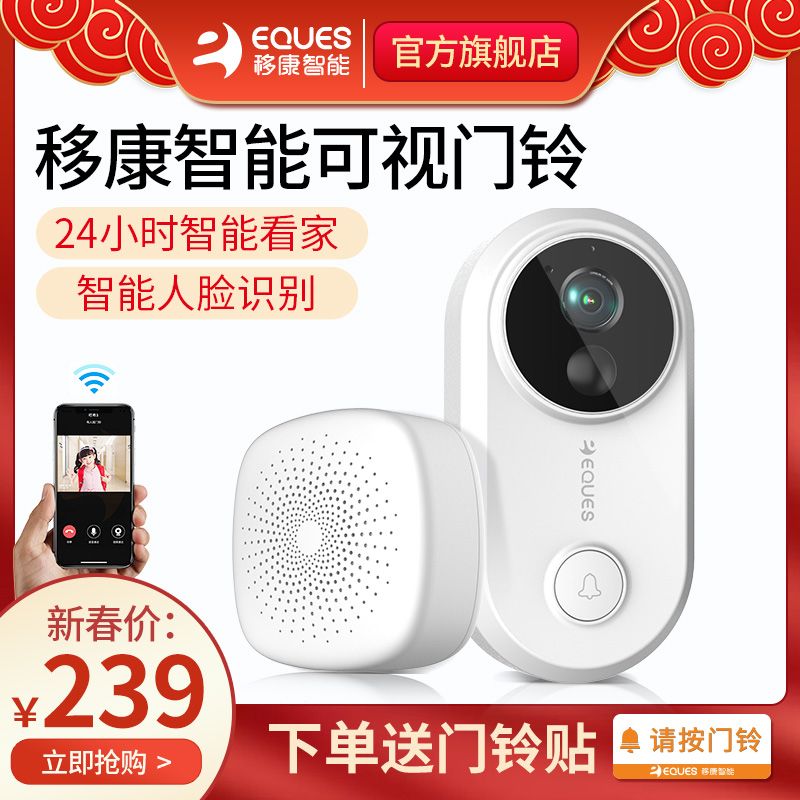 EQUES
移康智能
官方旗舰店
移康智能可视门铃
24小时智能看家
智能人脸识别
EQUES
新春价:
¥239
立即抢购 >
下单送门铃贴
请按门铃
EQUES 移康智能